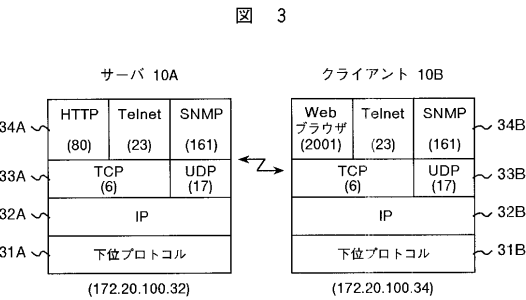 図 3
サーバ 10A
クライアント 10B
34A
HTTP
(80)
Telnet
(23)
SNMP
(161)
33A
TCP
(6)
UDP
(17)
32A
IP
31A
下位プロトコル
(172.20.100.32)
Web
ブラウザ
(2001)
Telnet
(23)
SNMP
(161)
34B
TCP
(6)
UDP
(17)
33B
IP
32B
下位プロトコル
31B
(172.20.100.34)